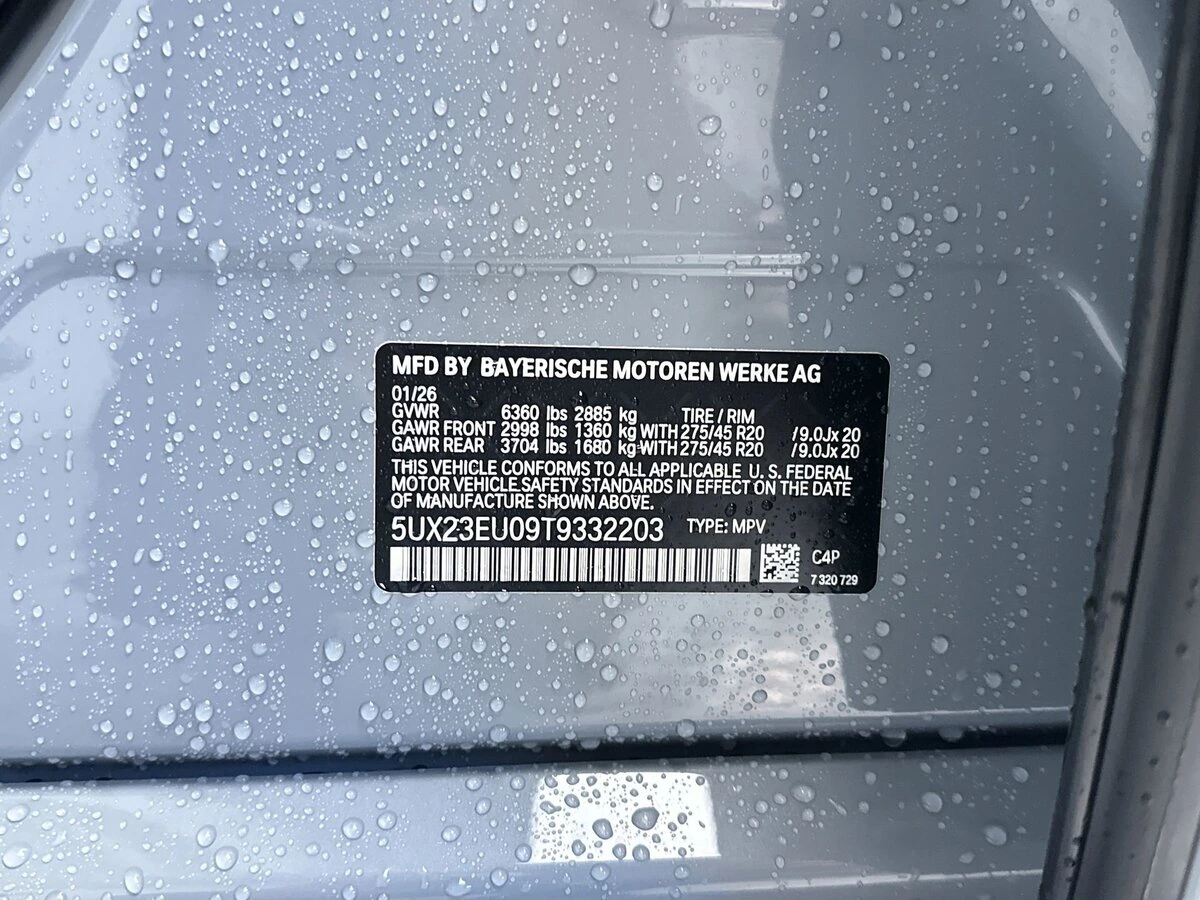 MFD BY BAYERISCHE MOTOREN WERKE AG
01/26
GVWR 6360 lbs 2885 kg TIRE / RIM
GAWR FRONT 2998 lbs 1360 kg WITH 275/45 R20 /9.0Jx 20
GAWR REAR 3704 lbs 1680 kg WITH 275/45 R20 /9.0Jx 20
THIS VEHICLE CONFORMS TO ALL APPLICABLE U. S. FEDERAL
MOTOR VEHICLE SAFETY STANDARDS IN EFFECT ON THE DATE
OF MANUFACTURE SHOWN ABOVE.
5UX23EU09T9332203 TYPE: MPV
C4P
7 320 729